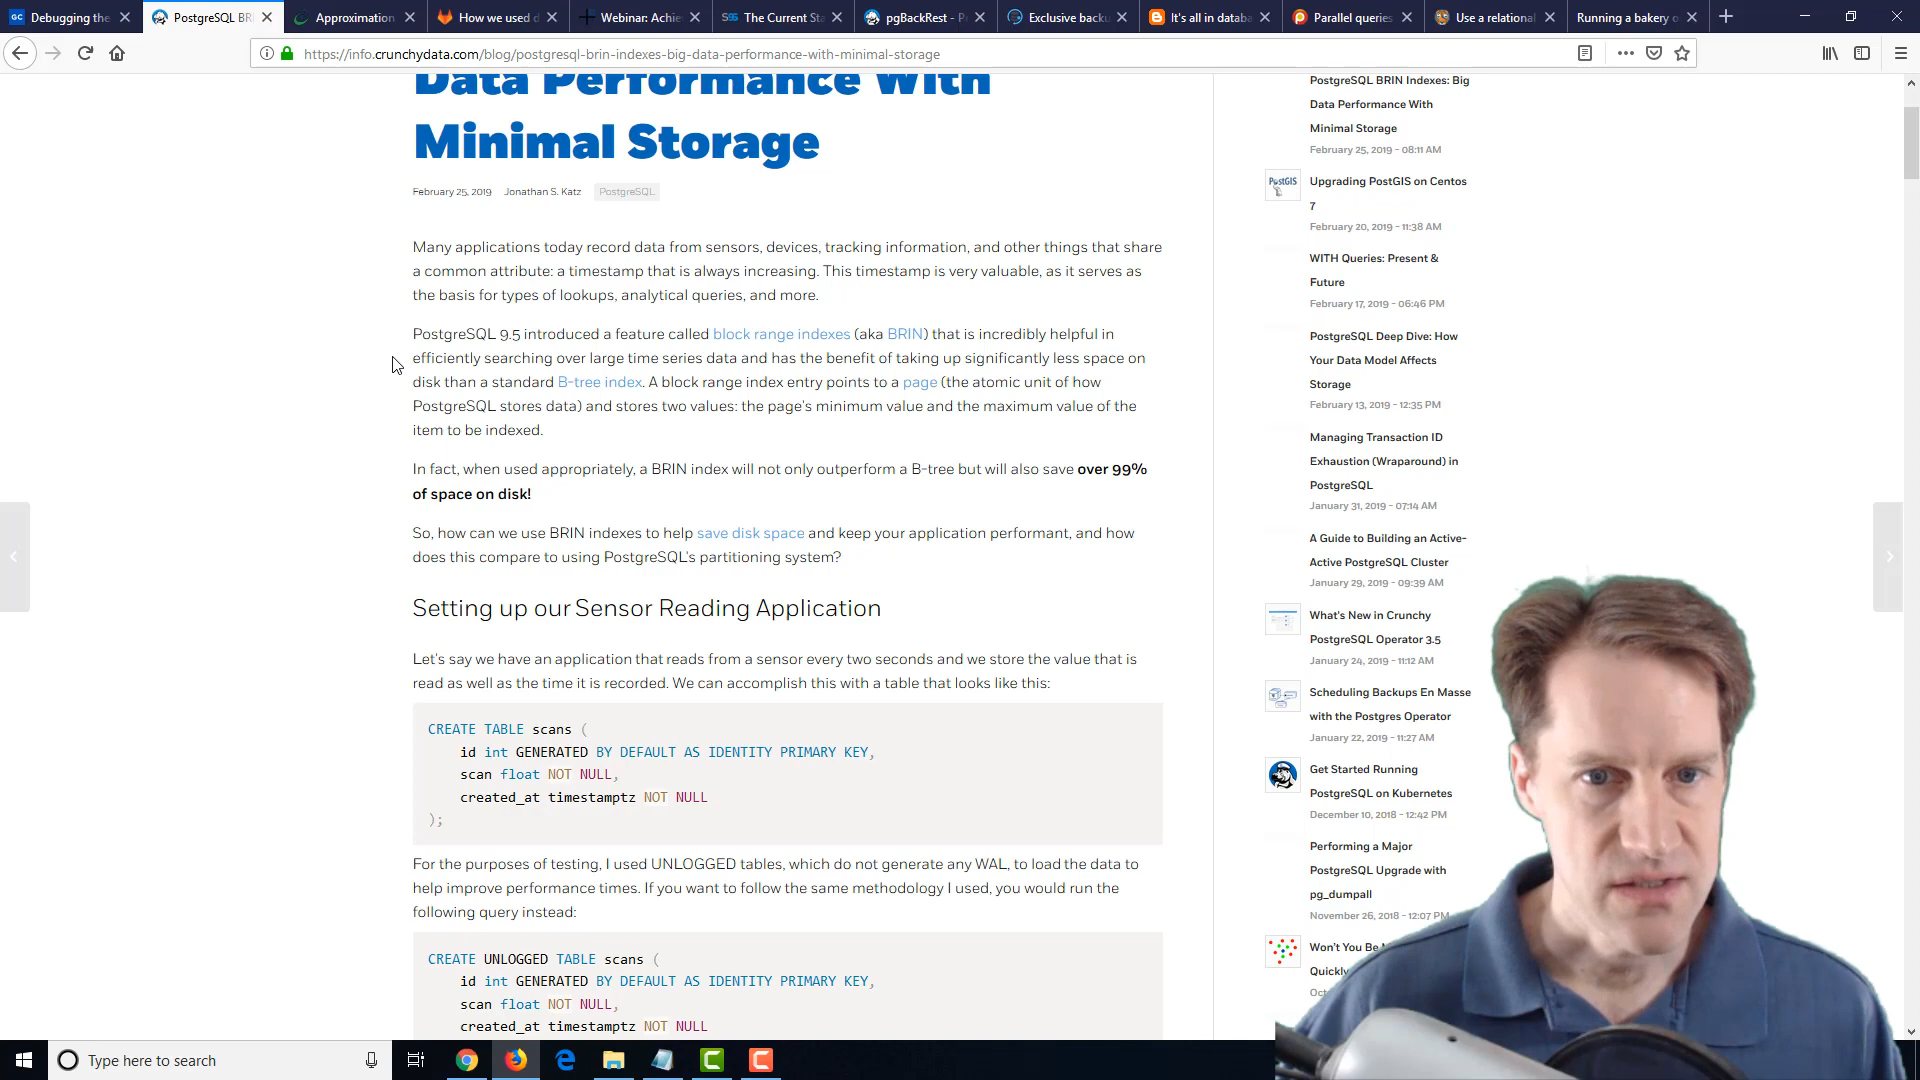 Debugging the
PostgreSQL BR
Approximation
How we used d
Webinar: Achie
The Current Sta
pgBackRest - P
Exclusive backu
It's all in datab
Parallel queries
Use a relational
Running a bakery o
https://info.crunchydata.com/blog/postgresql-brin-indexes-big-data-performance-with-minimal-storage
Data Performance With
Minimal Storage
February 25, 2019 Jonathan S. Katz PostgreSQL
Many applications today record data from sensors, devices, tracking information, and other things that share
a common attribute: a timestamp that is always increasing. This timestamp is very valuable, as it serves as
the basis for types of lookups, analytical queries, and more.
PostgreSQL 9.5 introduced a feature called block range indexes (aka BRIN) that is incredibly helpful in
efficiently searching over large time series data and has the benefit of taking up significantly less space on
disk than a standard B-tree index. A block range index entry points to a page (the atomic unit of how
PostgreSQL stores data) and stores two values: the page's minimum value and the maximum value of the
item to be indexed.
In fact, when used appropriately, a BRIN index will not only outperform a B-tree but will also save over 99%
of space on disk!
So, how can we use BRIN indexes to help save disk space and keep your application performant, and how
does this compare to using PostgreSQL's partitioning system?
Setting up our Sensor Reading Application
Let's say we have an application that reads from a sensor every two seconds and we store the value that is
read as well as the time it is recorded. We can accomplish this with a table that looks like this:
CREATE TABLE scans (
id int GENERATED BY DEFAULT AS IDENTITY PRIMARY KEY,
scan float NOT NULL,
created_at timestamptz NOT NULL
);
For the purposes of testing, I used UNLOGGED tables, which do not generate any WAL, to load the data to
help improve performance times. If you want to follow the same methodology I used, you would run the
following query instead:
CREATE UNLOGGED TABLE scans (
id int GENERATED BY DEFAULT AS IDENTITY PRIMARY KEY,
scan float NOT NULL,
created_at timestamptz NOT NULL
PostgreSQL BRIN Indexes: Big
Data Performance With
Minimal Storage
February 25, 2019 - 08:11 AM
PostGIS
Upgrading PostGIS on Centos
7
February 20, 2019 - 11:38 AM
WITH Queries: Present &
Future
February 17, 2019 - 06:46 PM
PostgreSQL Deep Dive: How
Your Data Model Affects
Storage
February 13, 2019 - 12:35 PM
Managing Transaction ID
Exhaustion (Wraparound) in
PostgreSQL
January 31, 2019 - 07:14 AM
A Guide to Building an Active-
Active PostgreSQL Cluster
January 29, 2019 - 09:39 AM
What's New in Crunchy
PostgreSQL Operator 3.5
January 24, 2019 - 11:12 AM
Scheduling Backups En Masse
with the Postgres Operator
January 22, 2019 - 11:27 AM
Get Started Running
PostgreSQL on Kubernetes
December 10, 2018 - 12:42 PM
Performing a Major
PostgreSQL Upgrade with
pg_dumpall
November 26, 2018 - 12:07 PM
Won't You Be
Quickly
Type here to search